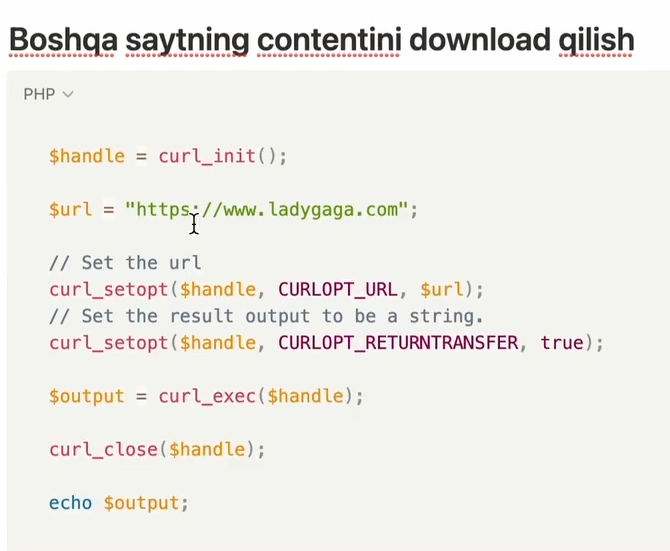 Boshqa saytning contentini download qilish
PHP
$handle = curl_init();
$url = "https://www.ladygaga.com";
// Set the url
curl_setopt($handle, CURLOPT_URL, $url);
// Set the result output to be a string.
curl_setopt($handle, CURLOPT_RETURNTRANSFER, true);
$output = curl_exec($handle);
curl_close($handle);
echo $output;